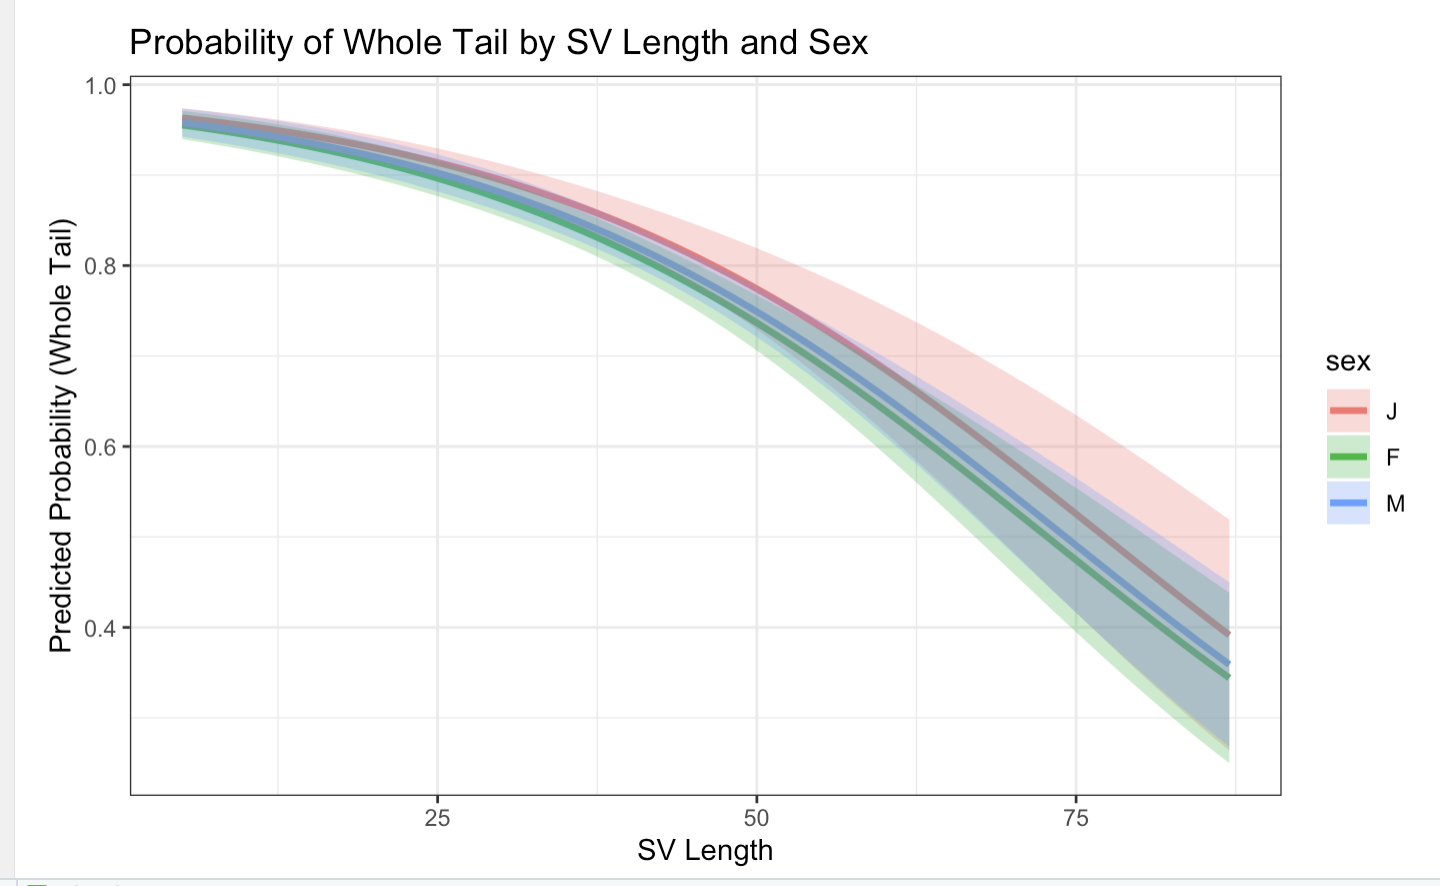 Probability of Whole Tail by SV Length and Sex
Predicted Probability (Whole Tail)
1.0
0.8
0.6
0.4
25
50
75
SV Length
sex
J
F
M